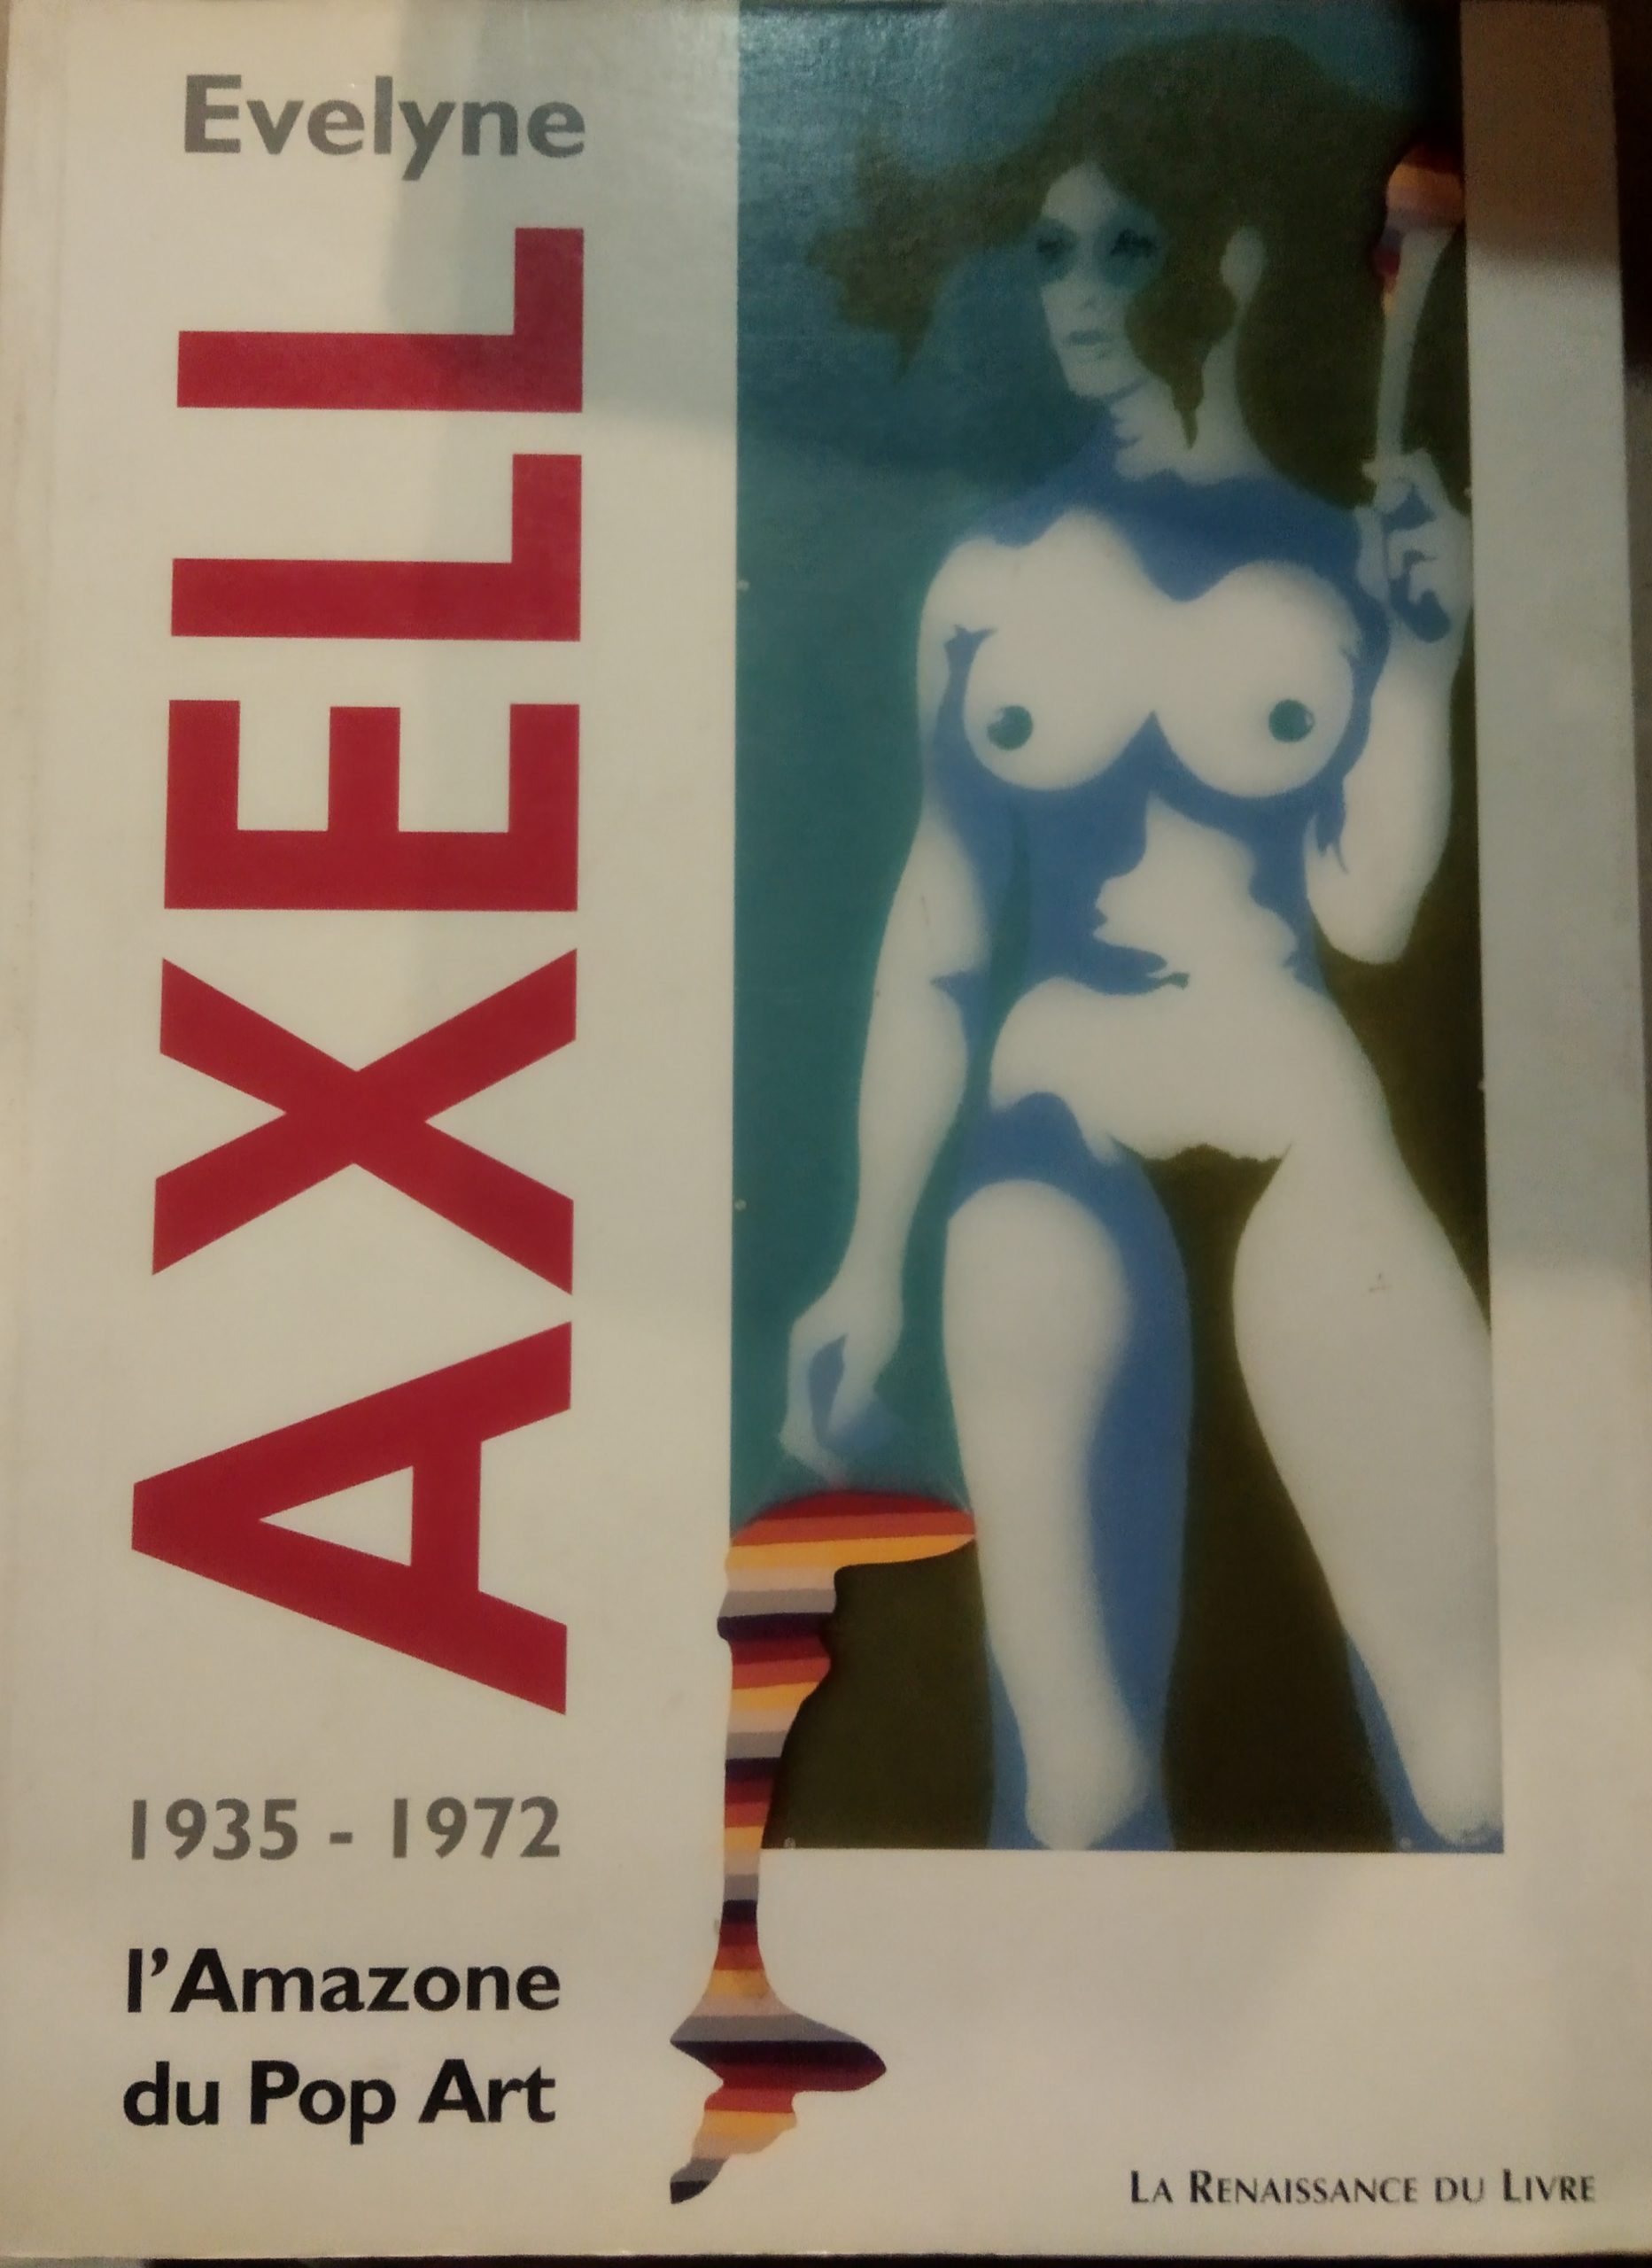 Evelyne
AXELL
1935 - 1972
l'Amazone
du Pop Art
LA RENAISSANCE DU LIVRE